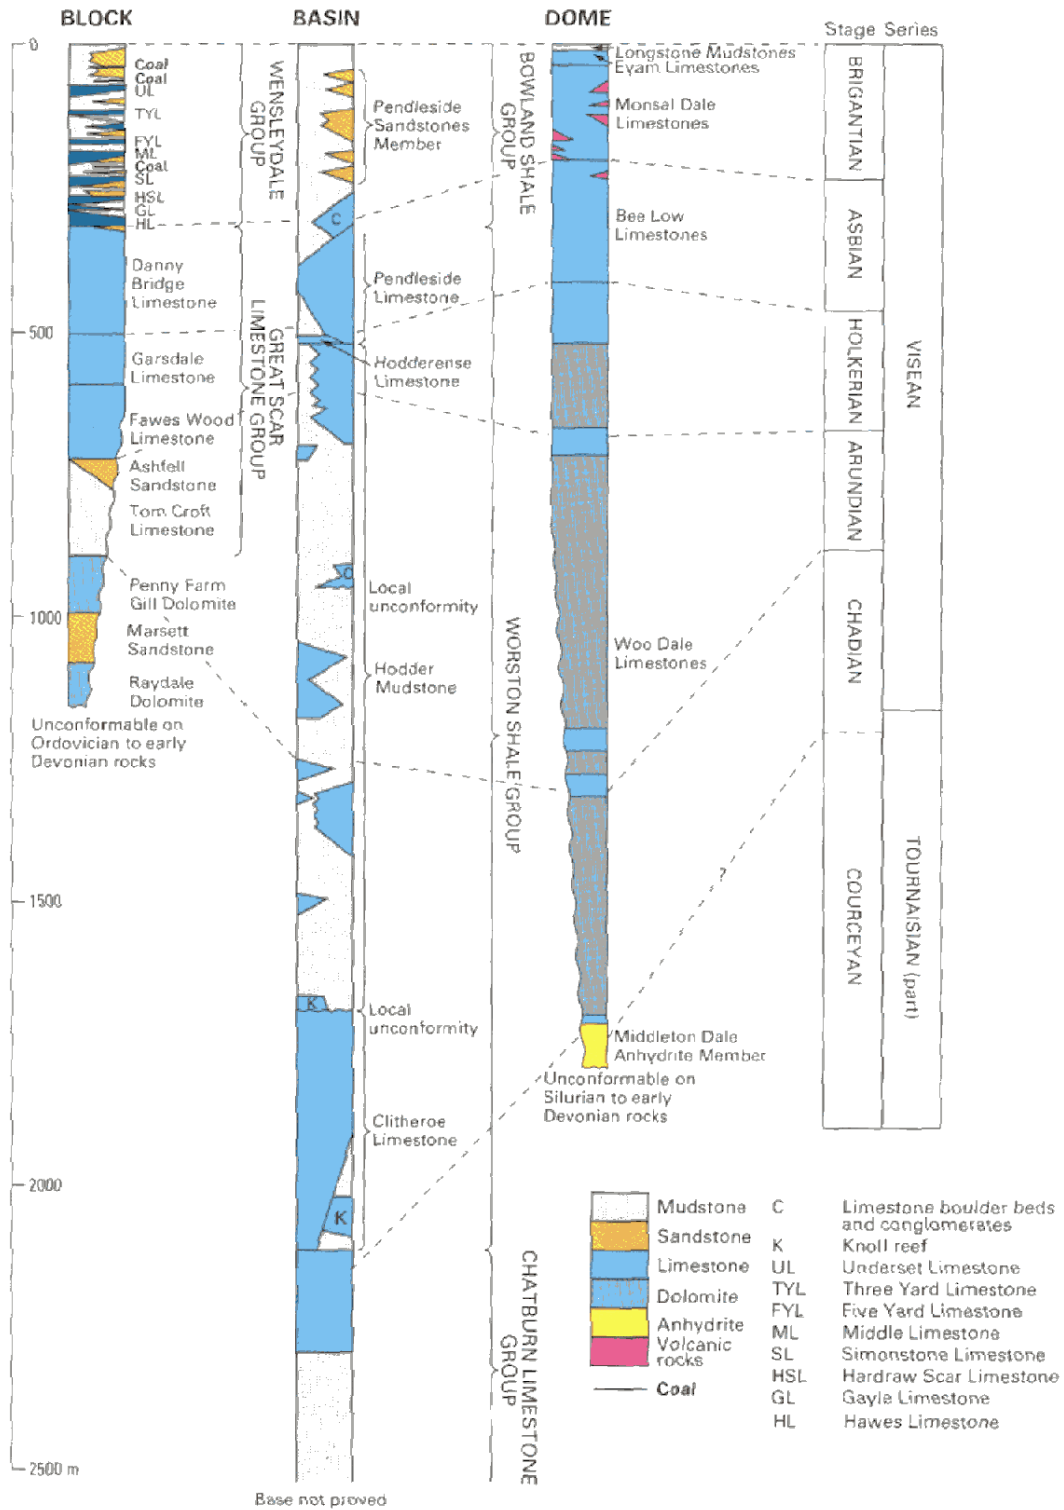 BLOCK
BASIN
DOME
Stage Series
0
500
1000
1500
2000
2500 m
Coal
Coal
UL
TYL
FYL
ML
Coal
SL
HSL
GL
HL
Danny
Bridge
Limestone
Garsdale
Limestone
Fawes Wood
Limestone
Ashfell
Sandstone
Tom Croft
Limestone
Penny Farm
Gill Dolomite
Marsett
Sandstone
Raydale
Dolomite
Unconformable on
Ordovician to early
Devonian rocks
WENSLEYDALE
GROUP
GREAT SCAR
LIMESTONE GROUP
C
C
K
K
Pendleside
Sandstones
Member
Pendleside
Limestone
Hodderense
Limestone
Local
unconformity
Hodder
Mudstone
Local
unconformity
Clitheroe
Limestone
Base not proved
BOWLAND SHALE
GROUP
WORSTON SHALE GROUP
CHATBURN LIMESTONE
GROUP
Longstone Mudstones
Eyam Limestones
Monsal Dale
Limestones
Bee Low
Limestones
Woo Dale
Limestones
?
Middleton Dale
Anhydrite Member
Unconformable on
Silurian to early
Devonian rocks
BRIGANTIAN
ASBIAN
HOLKERIAN
ARUNDIAN
CHADIAN
COURCEYAN
VISEAN
TOURNAISIAN (part)
Mudstone
Sandstone
Limestone
Dolomite
Anhydrite
Volcanic
rocks
Coal
C Limestone boulder beds
and conglomerates
K Knoll reef
UL Underset Limestone
TYL Three Yard Limestone
FYL Five Yard Limestone
ML Middle Limestone
SL Simonstone Limestone
HSL Hardraw Scar Limestone
GL Gayle Limestone
HL Hawes Limestone